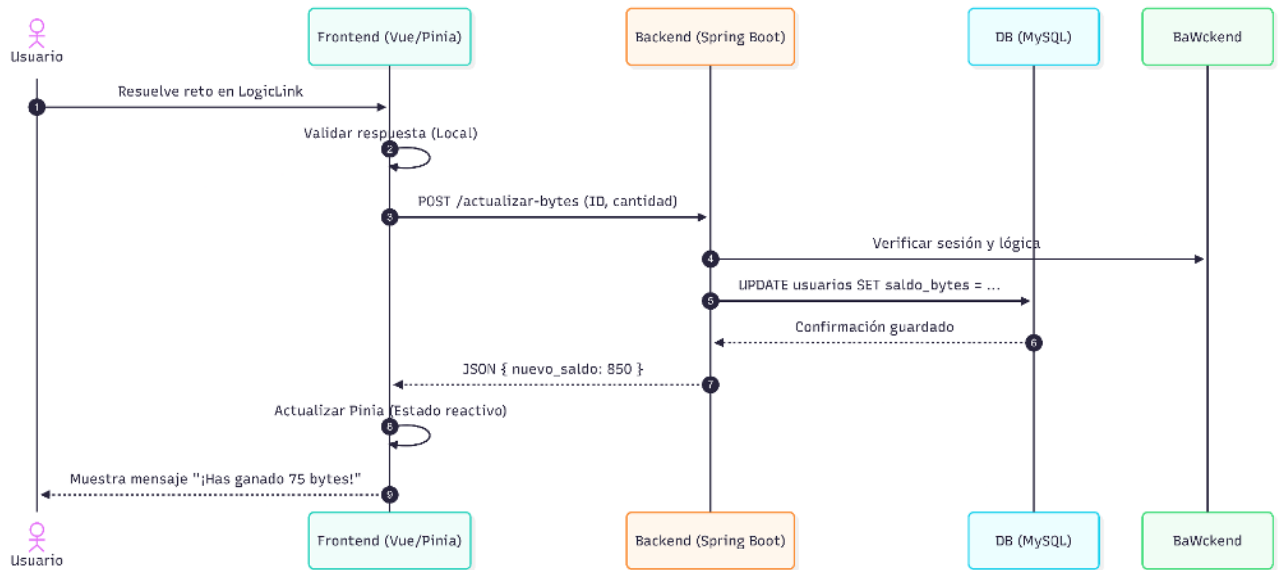 Usuario
Frontend (Vue/Pinia)
Backend (Spring Boot)
DB (MySQL)
BaWckend
1
Resuelve reto en LogicLink
Validar respuesta (Local)
2
3
POST /actualizar-bytes (ID, cantidad)
4
Verificar sesión y lógica
5
UPDATE usuarios SET saldo_bytes = ...
Confirmación guardado
6
JSON { nuevo_saldo: 850 }
7
Actualizar Pinia (Estado reactivo)
8
Muestra mensaje "¡Has ganado 75 bytes!"
9
Usuario
Frontend (Vue/Pinia)
Backend (Spring Boot)
DB (MySQL)
BaWckend